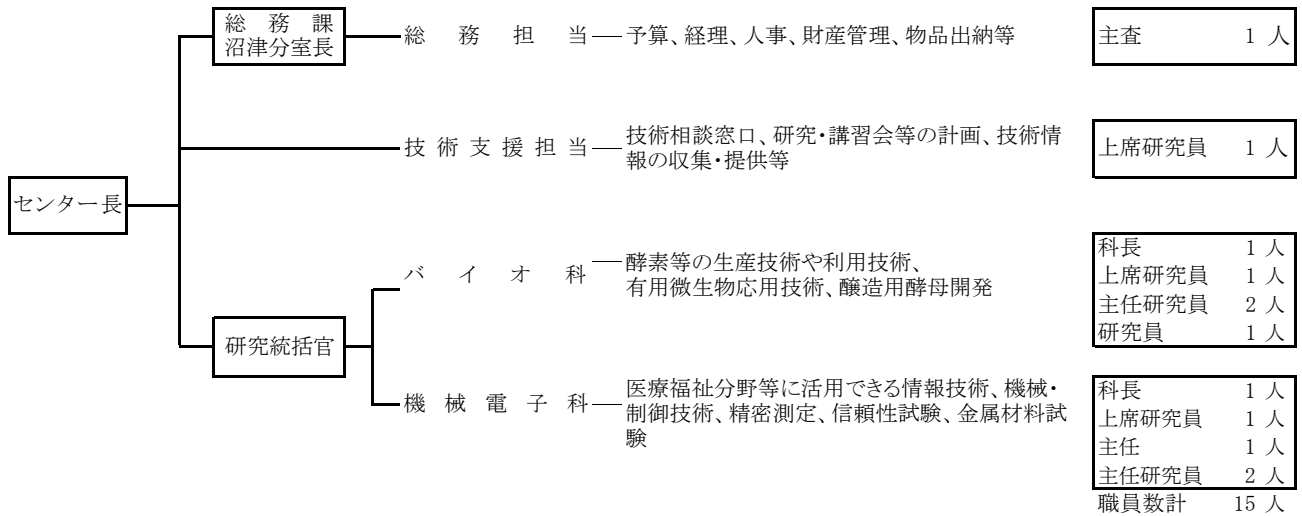 総務課
沼津分室長
総務担当
予算、経理、人事、財産管理、物品出納等
主査 1 人
技術支援担当
技術相談窓口、研究・講習会等の計画、技術情
報の収集・提供等
上席研究員 1 人
センター長
バイオ科
酵素等の生産技術や利用技術、
有用微生物応用技術、醸造用酵母開発
科長 1 人
上席研究員 1 人
主任研究員 2 人
研究員 1 人
研究統括官
機械電子科
医療福祉分野等に活用できる情報技術、機械・
制御技術、精密測定、信頼性試験、金属材料試
験
科長 1 人
上席研究員 1 人
主任 1 人
主任研究員 2 人
職員数計 15 人